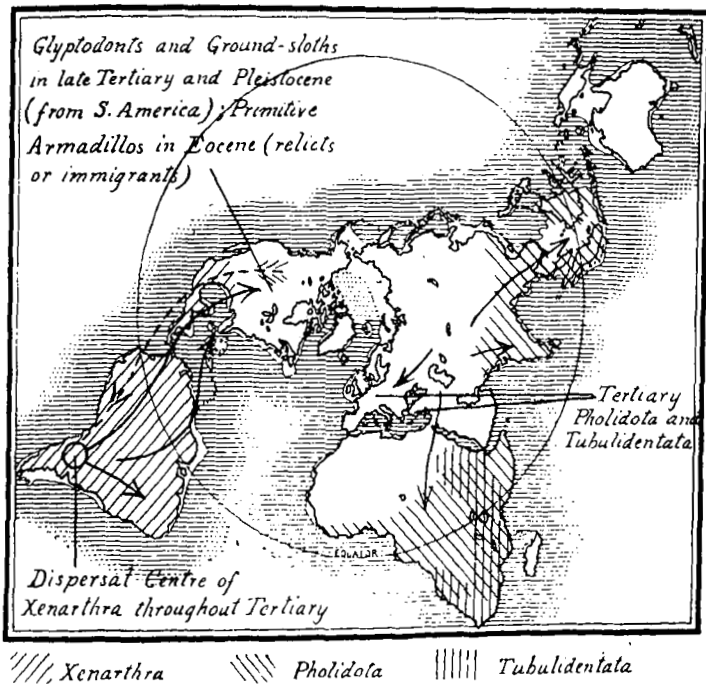 Glyptodonts and Ground-sloths
in late Tertiary and Pleistocene
(from S. America); Primitive
Armadillos in Eocene (relicts
or immigrants)
Tertiary
Pholidota and
Tubulidentata
EQUATOR
Dispersal Centre of
Xenarthra throughout Tertiary
Xenarthra
Pholidota
Tubulidentata